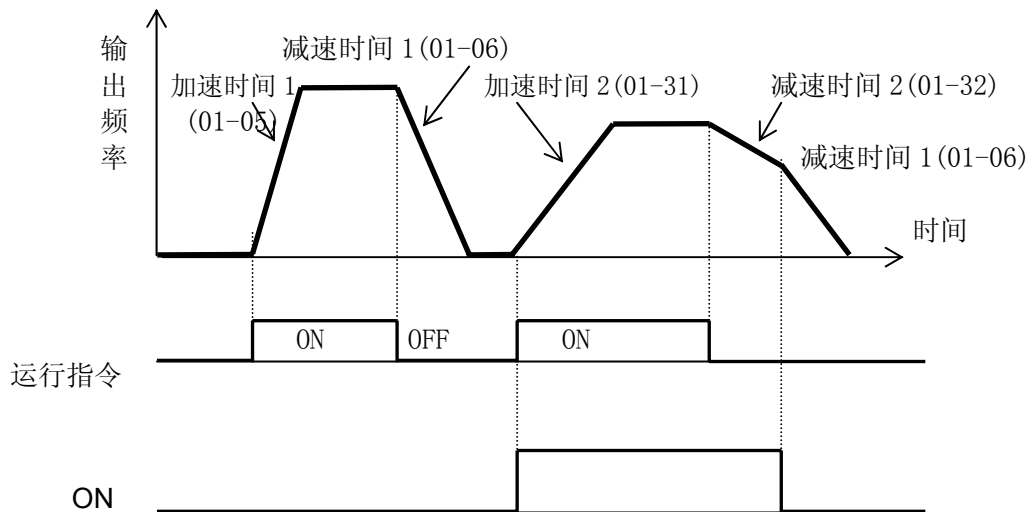 输出频率
减速时间 1(01-06)
加速时间 1
(01-05)
加速时间 2(01-31)
减速时间 2(01-32)
减速时间 1(01-06)
时间
ON
OFF
ON
运行指令
ON